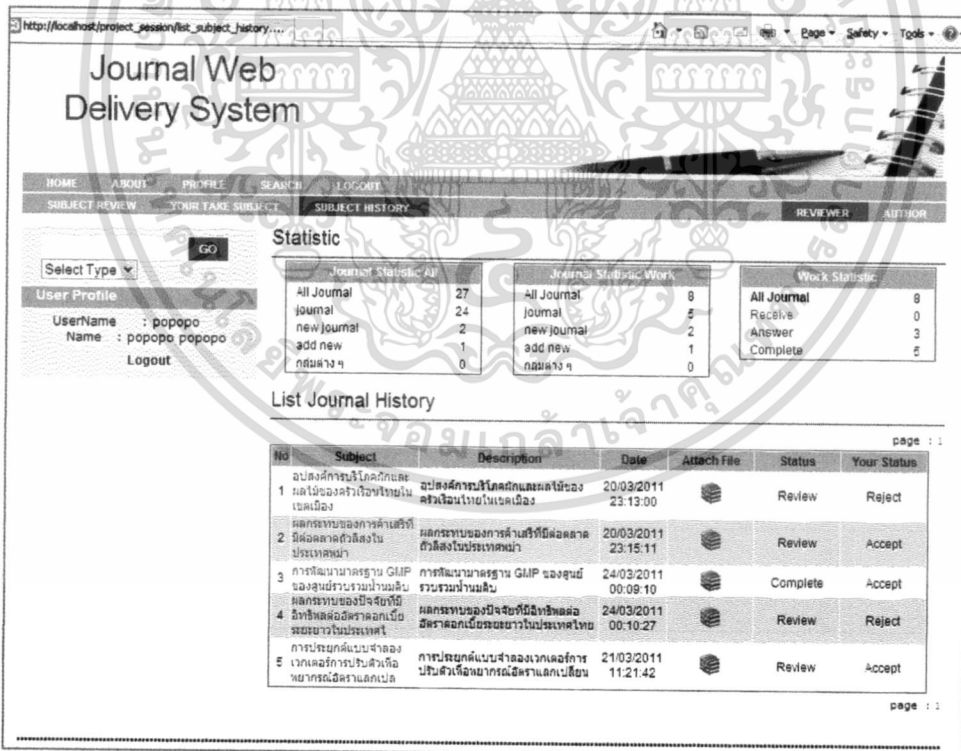 http://localhost/project_session/list_subject_history....
Page Safety Tools
Journal Web
Delivery System
HOME ABOUT PROFILE SEARCH LOGOUT
SUBJECT REVIEW YOUR TAKE SUBJECT SUBJECT HISTORY REVIEWER AUTHOR
GO
Select Type
User Profile
UserName : popopo
Name : popopo popopo
Logout
Statistic
Journal Statistic All
All Journal 27
journal 24
new journal 2
add new 1
กลุ่มต่าง ๆ 0
Journal Statistic Work
All Journal 8
journal 5
new journal 2
add new 1
กลุ่มต่าง ๆ 0
Work Statistic
All Journal 8
Receive 0
Answer 3
Complete 5
List Journal History
page : 1
No Subject Description Date Attach File Status Your Status
1 อุปสงค์การบริโภคผักและ
ผลไม้ของครัวเรือนไทยใน
เขตเมือง
อุปสงค์การบริโภคผักและผลไม้ของ
ครัวเรือนไทยในเขตเมือง
20/03/2011
23:13:00
Review Reject
2 ผลกระทบของการค้าเสรีที่
มีต่อตลาดถั่วลิสงใน
ประเทศพม่า
ผลกระทบของการค้าเสรีที่มีต่อตลาด
ถั่วลิสงในประเทศพม่า
20/03/2011
23:15:11
Review Accept
3 การพัฒนามาตรฐาน GMP
ของศูนย์รวบรวมน้ำนมดิบ
การพัฒนามาตรฐาน GMP ของศูนย์
รวบรวมน้ำนมดิบ
24/03/2011
00:09:10
Complete Accept
4 ผลกระทบของปัจจัยที่มี
อิทธิพลต่ออัตราดอกเบี้ย
ระยะยาวในประเทศไ
ผลกระทบของปัจจัยที่มีอิทธิพลต่อ
อัตราดอกเบี้ยระยะยาวในประเทศไทย
24/03/2011
00:10:27
Review Reject
5 การประยุกต์แบบจำลอง
เวกเตอร์การปรับตัวเพื่อ
พยากรณ์อัตราแลกเปล
การประยุกต์แบบจำลองเวกเตอร์การ
ปรับตัวเพื่อพยากรณ์อัตราแลกเปลี่ยน
21/03/2011
11:21:42
Review Accept
page : 1